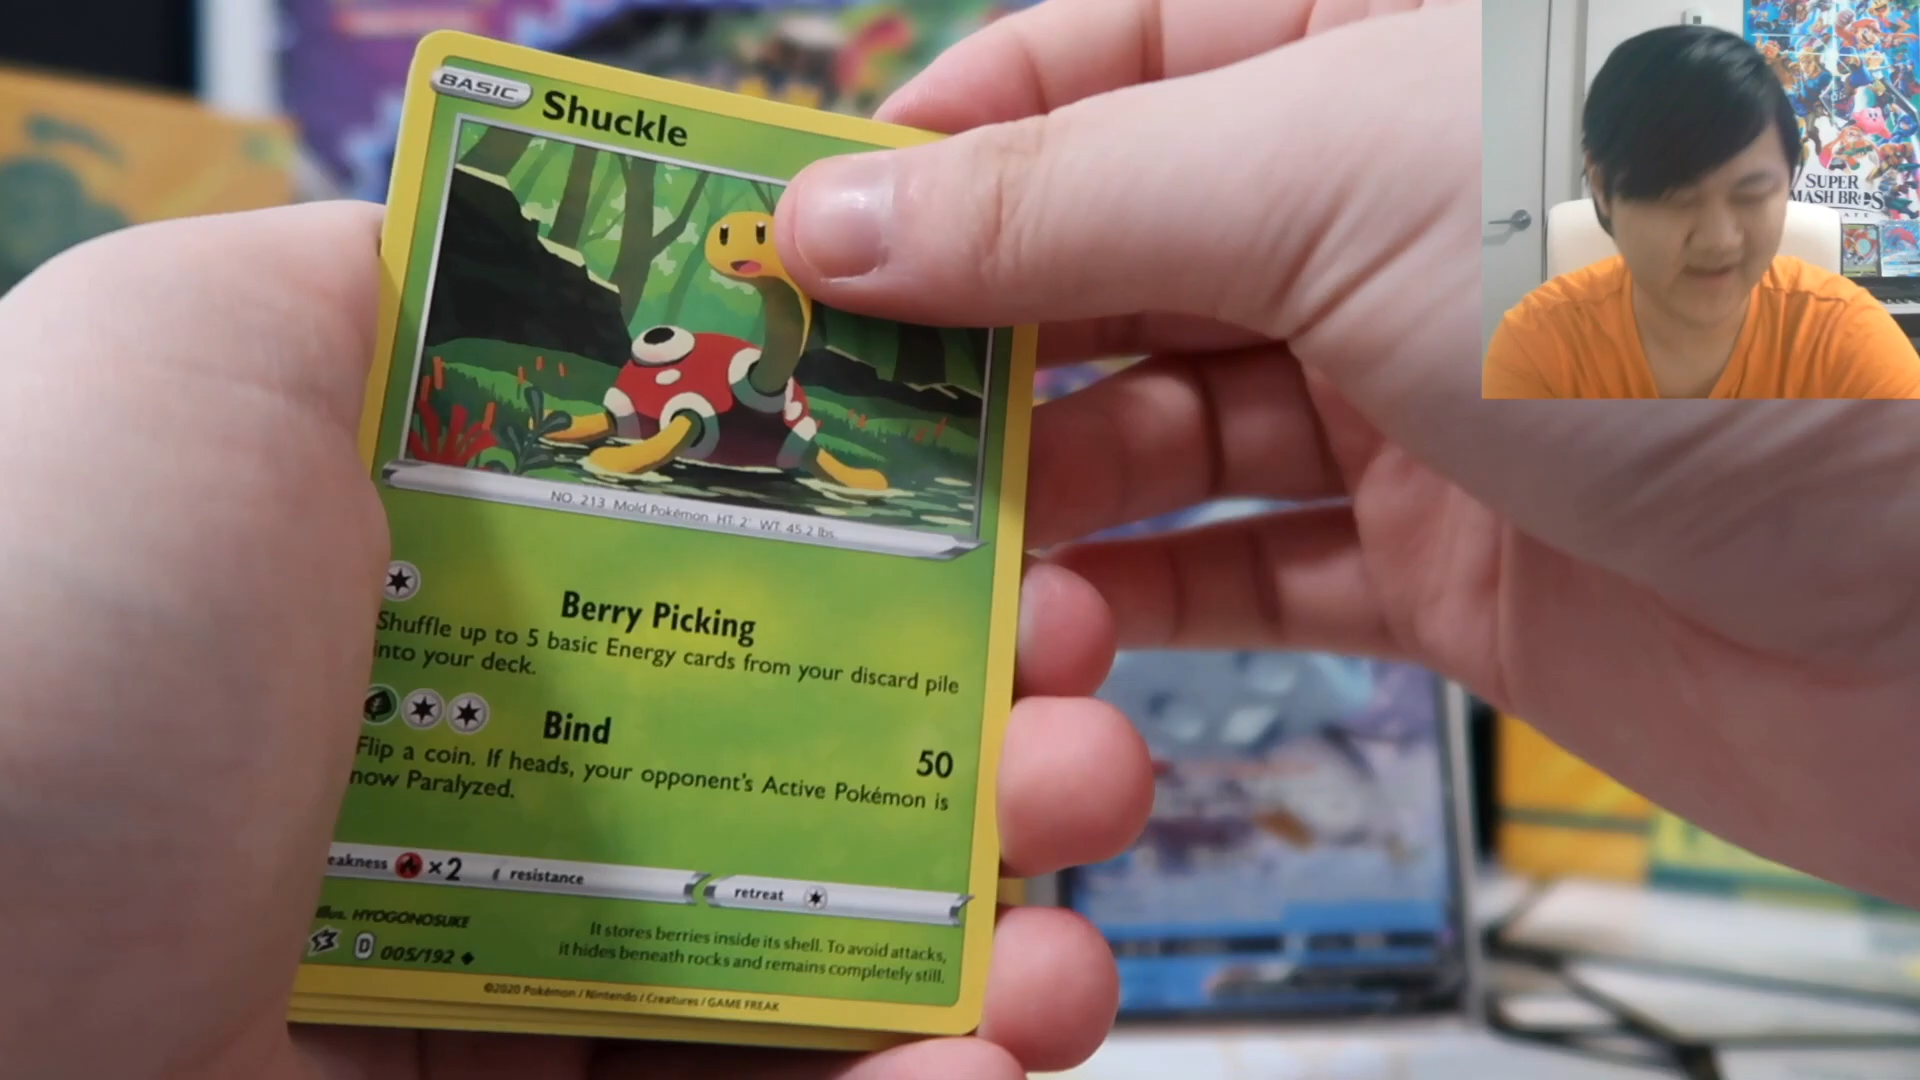 BASIC Shuckle
NO. 213 Mold Pokémon HT: 2' WT: 45.2 lbs.
Berry Picking
Shuffle up to 5 basic Energy cards from your discard pile
into your deck.
Bind 50
Flip a coin. If heads, your opponent's Active Pokémon is
now Paralyzed.
eakness ×2 resistance retreat
Illus. HYOGONOSUKE
D 005/192
It stores berries inside its shell. To avoid attacks,
it hides beneath rocks and remains completely still.
©2020 Pokémon / Nintendo / Creatures / GAME FREAK
SUPER
MASH BROS